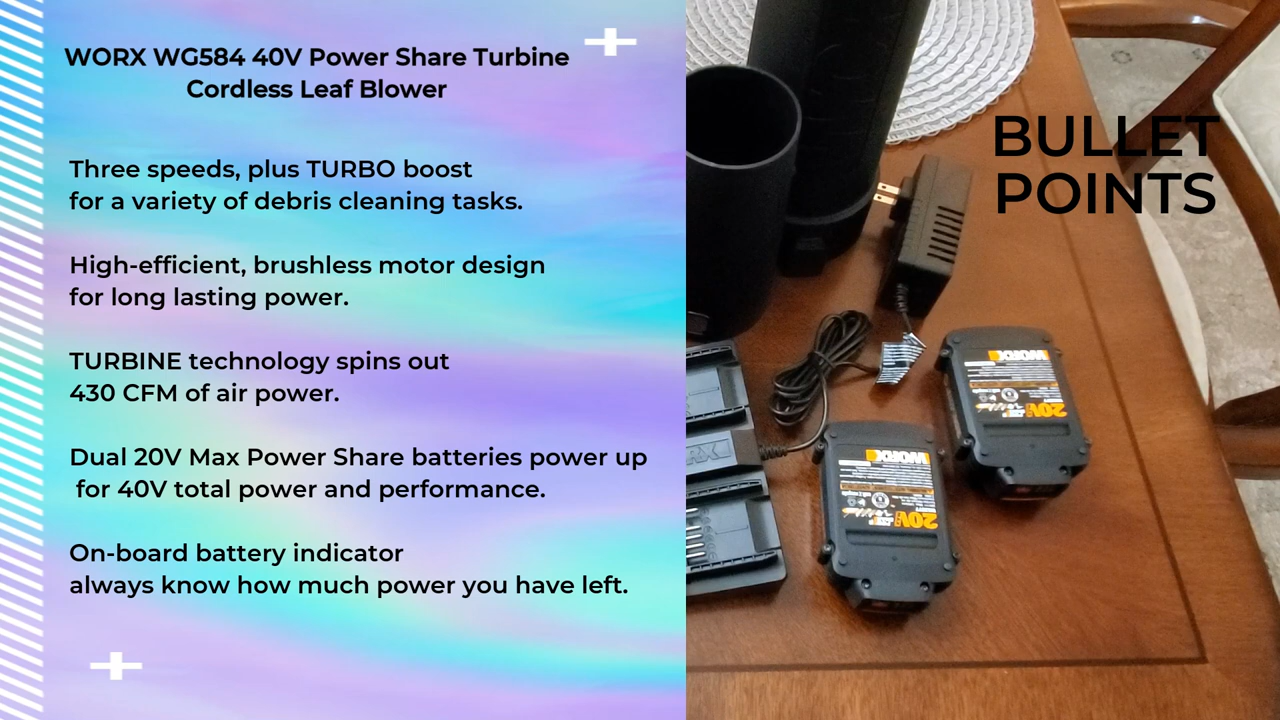 WORX WG584 40V Power Share Turbine
Cordless Leaf Blower
Three speeds, plus TURBO boost
for a variety of debris cleaning tasks.
High-efficient, brushless motor design
for long lasting power.
TURBINE technology spins out
430 CFM of air power.
Dual 20V Max Power Share batteries power up
for 40V total power and performance.
On-board battery indicator
always know how much power you have left.
BULLET
POINTS
WORX
20V
WORX
20V